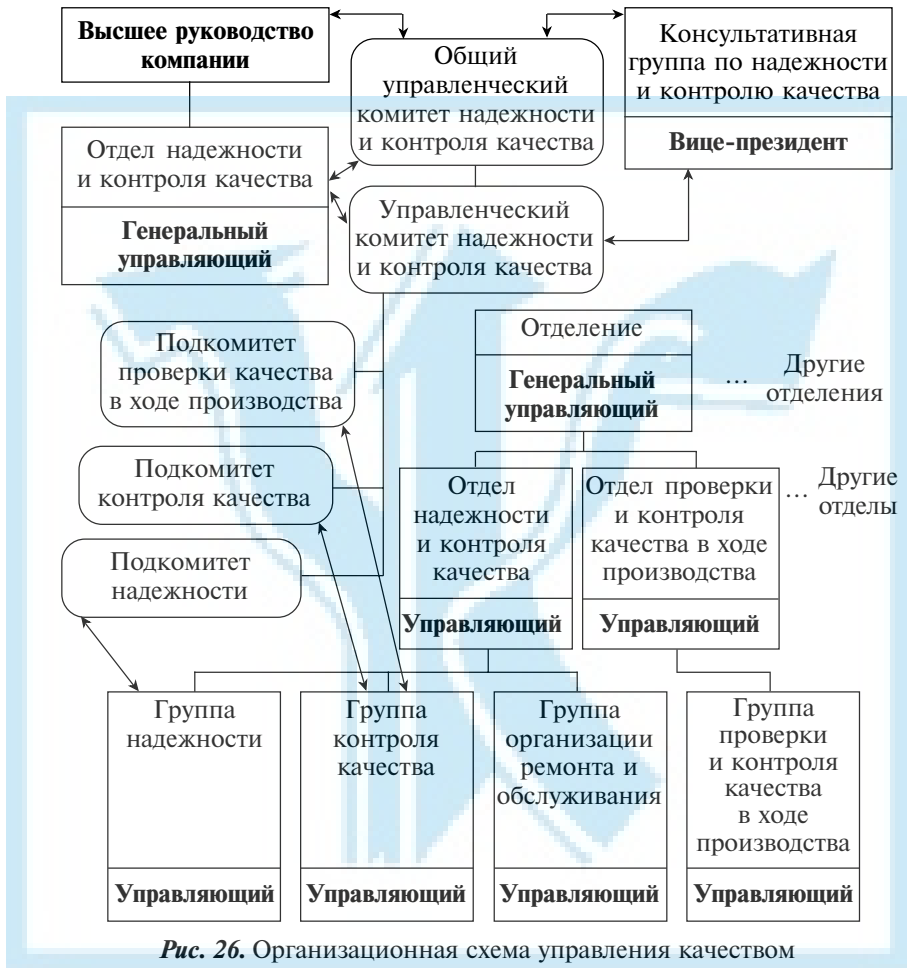 Высшее руководство
компании
Общий
управленческий
комитет надежности
и контроля качества
Консультативная
группа по надежности
и контролю качества
Вице-президент
Отдел надежности
и контроля качества
Генеральный
управляющий
Управленческий
комитет надежности
и контроля качества
Подкомитет
проверки качества
в ходе производства
Отделение
Генеральный
управляющий
... Другие
отделения
Подкомитет
контроля качества
Отдел
надежности
и контроля
качества
Управляющий
Отдел проверки
и контроля
качества в ходе
производства
Управляющий
... Другие
отделы
Подкомитет
надежности
Группа
надежности
Управляющий
Группа
контроля
качества
Управляющий
Группа
организации
ремонта и
обслуживания
Управляющий
Группа
проверки
и контроля
качества
в ходе
производства
Управляющий
Рис. 26. Организационная схема управления качеством